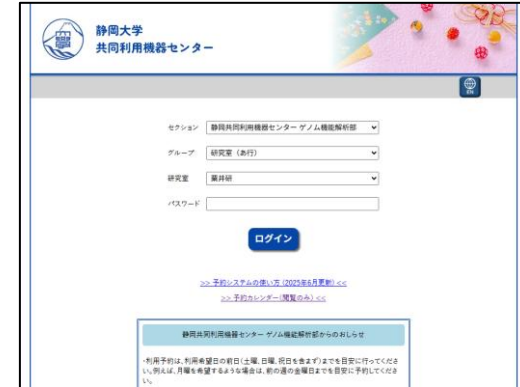 静岡大学
共同利用機器センター
EN
セクション 静岡共同利用機器センター ゲノム機能解析部
グループ 研究室（あ行）
研究室 粟井研
パスワード
ログイン
>> 予約システムの使い方（2025年6月更新）<<
>> 予約カレンダー（閲覧のみ）<<
静岡共同利用機器センター ゲノム機能解析部からのおしらせ
・利用予約は、利用希望日の前日（土曜、日曜、祝日を含まず）までを目安に行ってくださ
い。例えば、月曜を希望するような場合は、前の週の金曜日までを目安に予約してくださ
い。